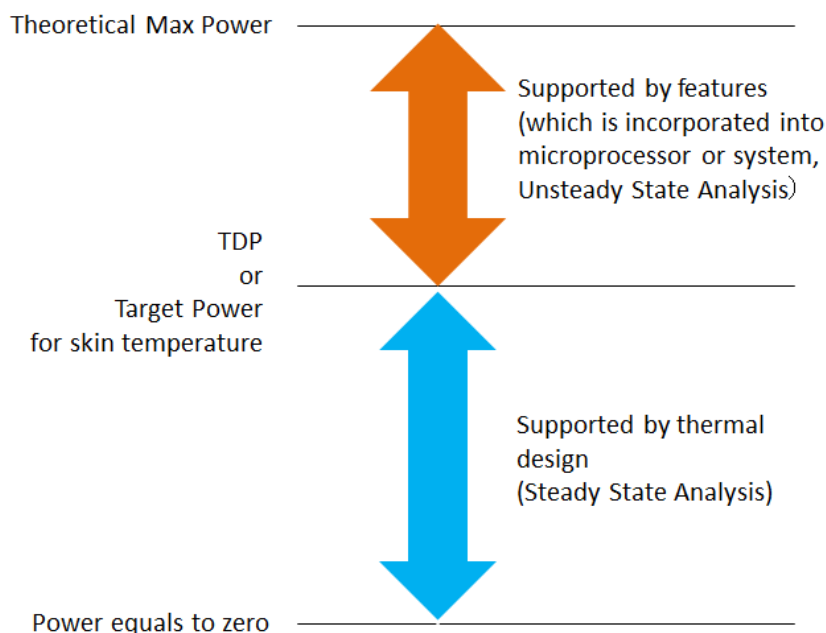 Theoretical Max Power
Supported by features
(which is incorporated into
microprocessor or system,
Unsteady State Analysis）
TDP
or
Target Power
for skin temperature
Supported by thermal
design
(Steady State Analysis)
Power equals to zero